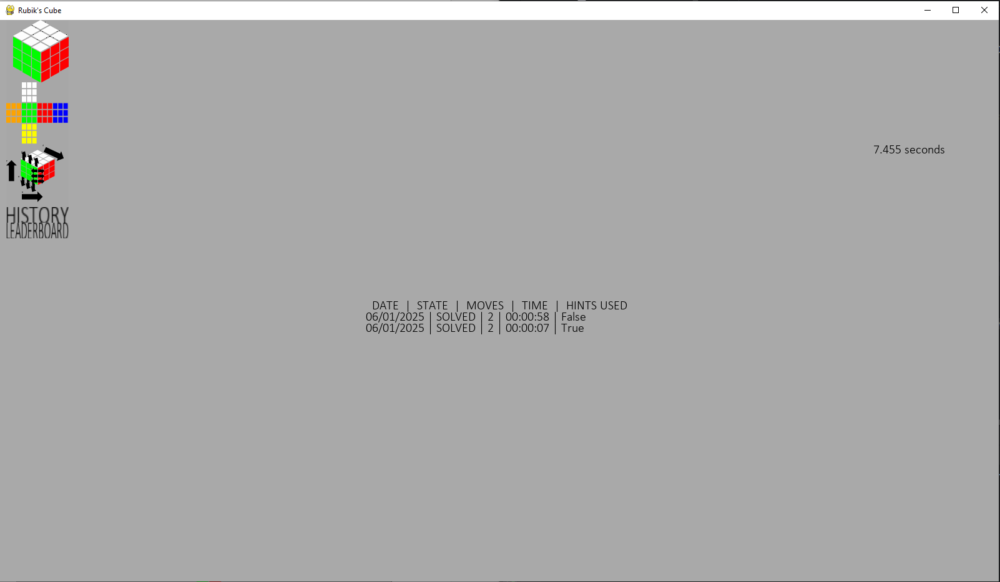 Rubik's Cube
7.455 seconds
HISTORY
LEADERBOARD
DATE | STATE | MOVES | TIME | HINTS USED
06/01/2025 | SOLVED | 2 | 00:00:58 | False
06/01/2025 | SOLVED | 2 | 00:00:07 | True